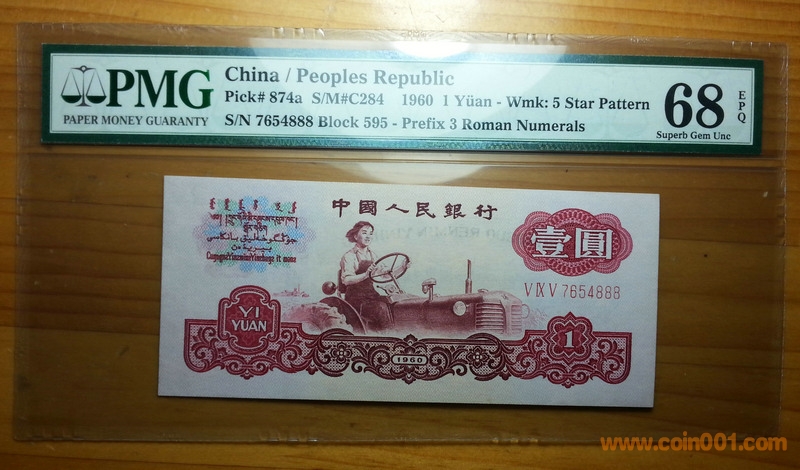 PMG
PAPER MONEY GUARANTY
China / Peoples Republic
Pick# 874a S/M#C284 1960 1 Yüan - Wmk: 5 Star Pattern
S/N 7654888 Block 595 - Prefix 3 Roman Numerals
68
EPQ
Superb Gem Unc
中國人民銀行
壹圓
V IX V 7654888
YI
YUAN
1960
1
www.coin001.com